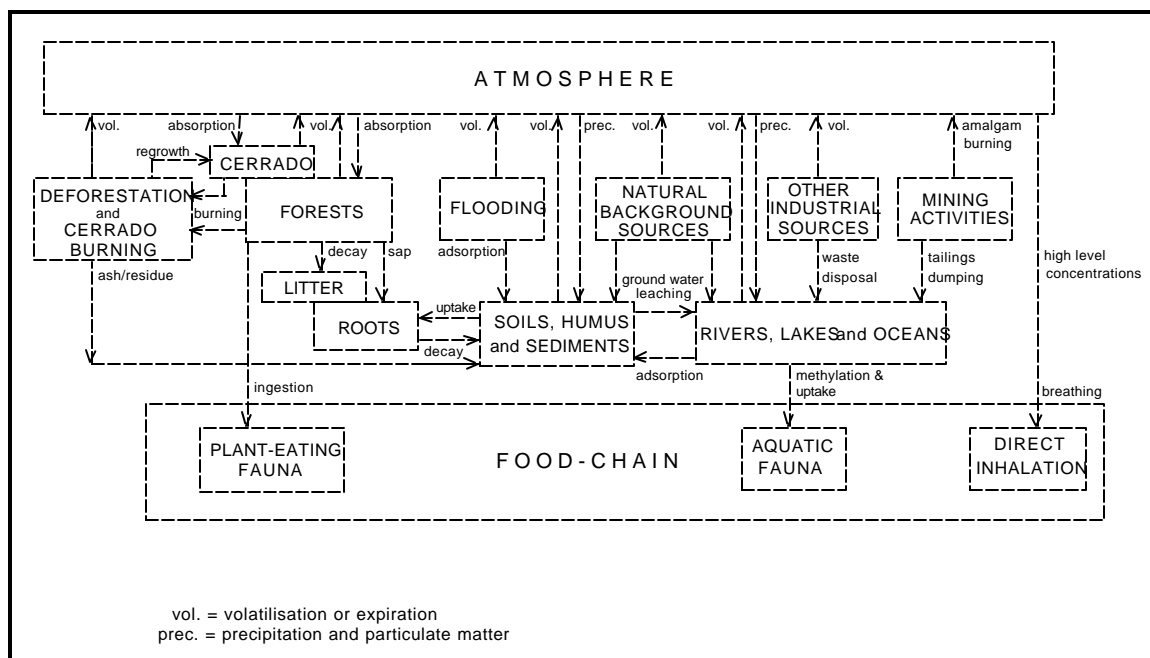 ATMOSPHERE
vol.
absorption
vol.
absorption
vol.
vol.
prec.
vol.
vol.
prec.
vol.
amalgam
burning
regrowth
CERRADO
DEFORESTATION
and
CERRADO
BURNING
burning
FORESTS
FLOODING
NATURAL
BACKGROUND
SOURCES
OTHER
INDUSTRIAL
SOURCES
MINING
ACTIVITIES
ash/residue
decay
sap
adsorption
waste
disposal
tailings
dumping
high level
concentrations
LITTER
ground water
leaching
ROOTS
uptake
decay
SOILS, HUMUS
and SEDIMENTS
RIVERS, LAKES and OCEANS
adsorption
methylation &
uptake
ingestion
breathing
PLANT-EATING
FAUNA
FOOD-CHAIN
AQUATIC
FAUNA
DIRECT
INHALATION
vol. = volatilisation or expiration
prec. = precipitation and particulate matter